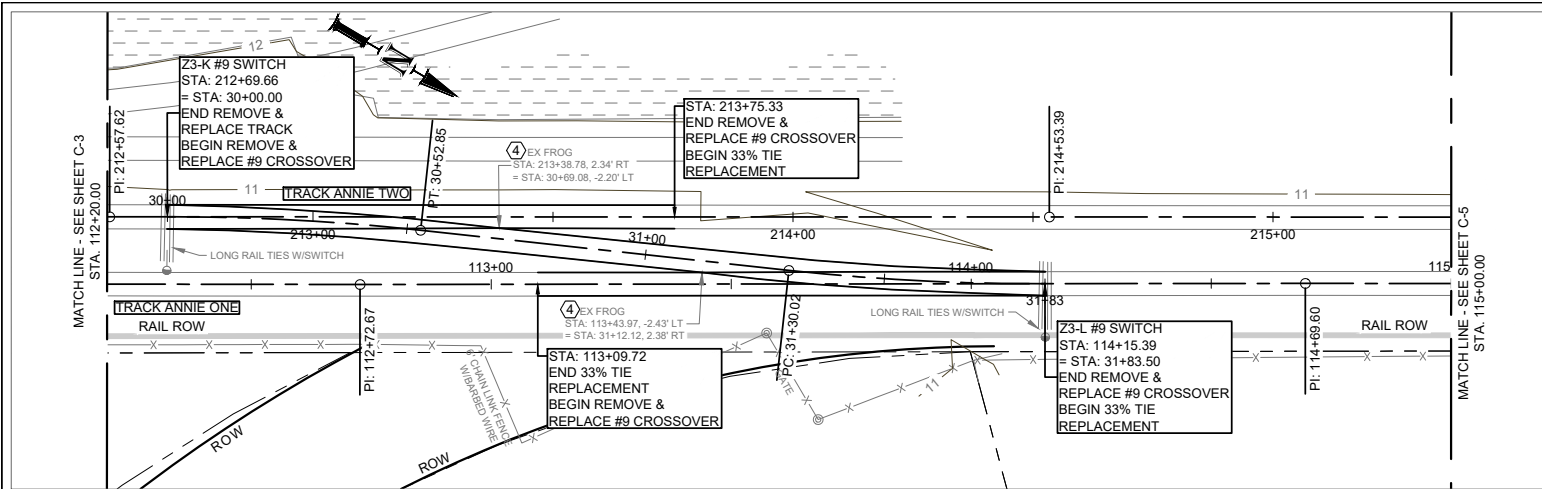 MATCH LINE - SEE SHEET C-3
STA. 112+20.00
PI: 212+57.62
12
Z3-K #9 SWITCH
STA: 212+69.66
= STA: 30+00.00
END REMOVE &
REPLACE TRACK
BEGIN REMOVE &
REPLACE #9 CROSSOVER
N
PT: 30+52.85
4 EX FROG
STA: 213+38.78, 2.34' RT
= STA: 30+69.08, -2.20' LT
STA: 213+75.33
END REMOVE &
REPLACE #9 CROSSOVER
BEGIN 33% TIE
REPLACEMENT
PI: 214+53.39
11
TRACK ANNIE TWO
11
30+00
213+00
31+00
214+00
215+00
LONG RAIL TIES W/SWITCH
113+00
114+00
115
31+83
TRACK ANNIE ONE
RAIL ROW
PI: 112+72.67
4 EX FROG
STA: 113+43.97, -2.43' LT
= STA: 31+12.12, 2.38' RT
PC: 31+30.02
LONG RAIL TIES W/SWITCH
RAIL ROW
PI: 114+69.60
6' CHAIN LINK FENCE
W/BARBED WIRE
STA: 113+09.72
END 33% TIE
REPLACEMENT
BEGIN REMOVE &
REPLACE #9 CROSSOVER
GATE
11
Z3-L #9 SWITCH
STA: 114+15.39
= STA: 31+83.50
END REMOVE &
REPLACE #9 CROSSOVER
BEGIN 33% TIE
REPLACEMENT
ROW
ROW
MATCH LINE - SEE SHEET C-5
STA. 115+00.00